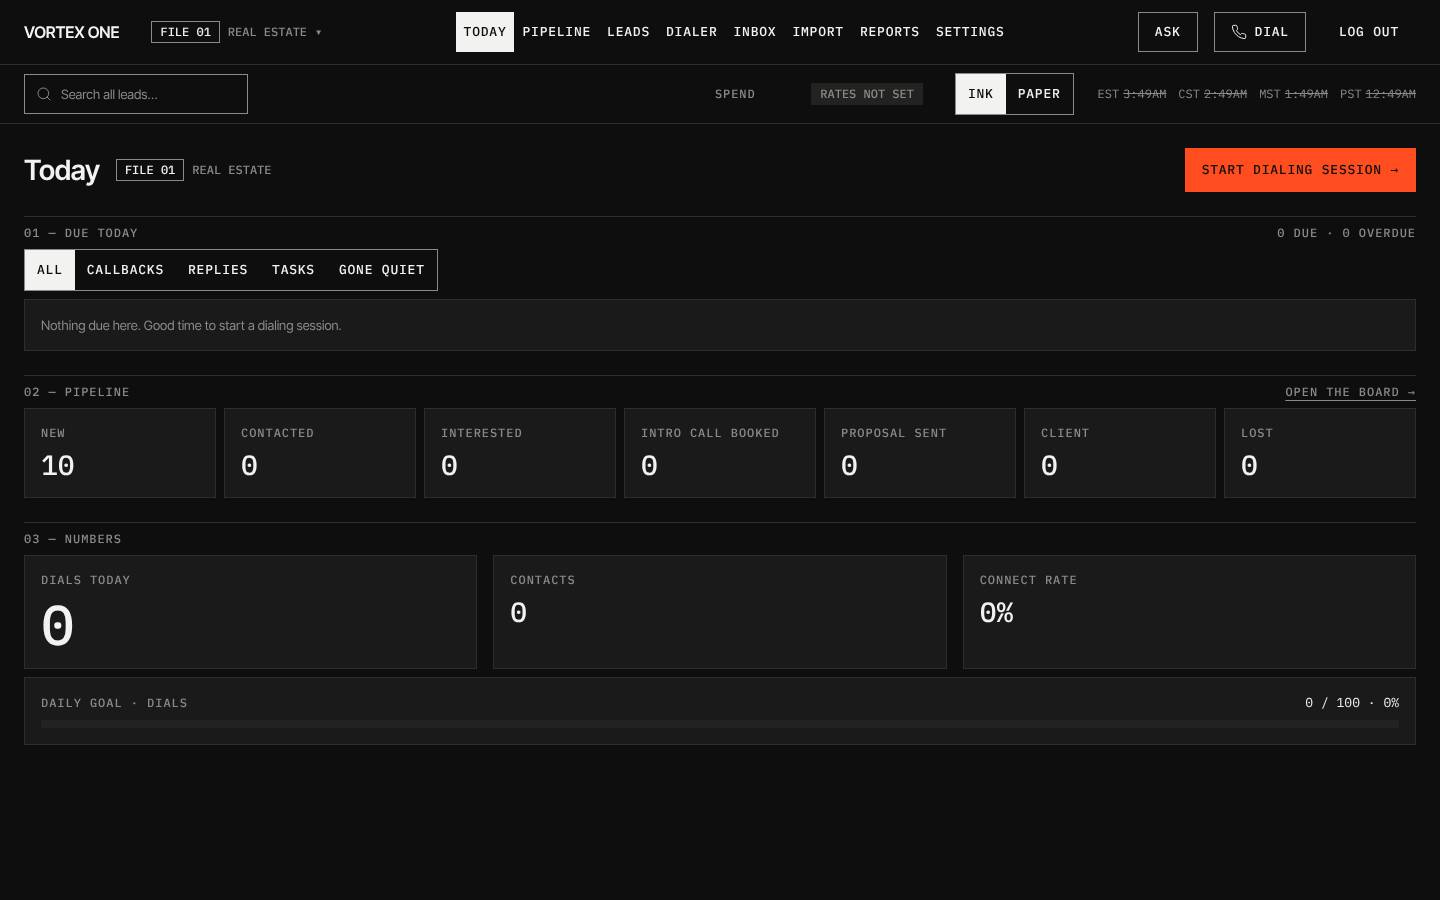 VORTEX ONE
FILE 01 REAL ESTATE ▾
TODAY PIPELINE LEADS DIALER INBOX IMPORT REPORTS SETTINGS
ASK DIAL LOG OUT
Search all leads...
SPEND RATES NOT SET
INK PAPER
EST 3:49AM CST 2:49AM MST 1:49AM PST 12:49AM
Today FILE 01 REAL ESTATE
START DIALING SESSION →
01 — DUE TODAY
0 DUE · 0 OVERDUE
ALL CALLBACKS REPLIES TASKS GONE QUIET
Nothing due here. Good time to start a dialing session.
02 — PIPELINE
OPEN THE BOARD →
NEW
10
CONTACTED
0
INTERESTED
0
INTRO CALL BOOKED
0
PROPOSAL SENT
0
CLIENT
0
LOST
0
03 — NUMBERS
DIALS TODAY
0
CONTACTS
0
CONNECT RATE
0%
DAILY GOAL · DIALS
0 / 100 · 0%